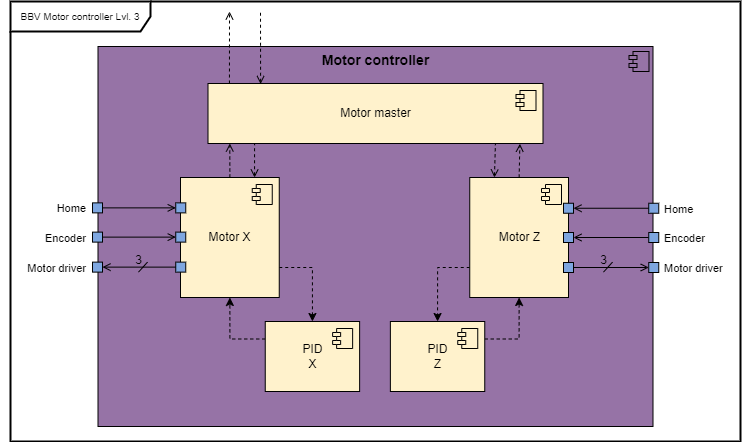 BBV Motor controller Lvl. 3
Motor controller
Motor master
Home
Encoder
Motor driver
3
Motor X
Motor Z
3
Home
Encoder
Motor driver
PID
X
PID
Z